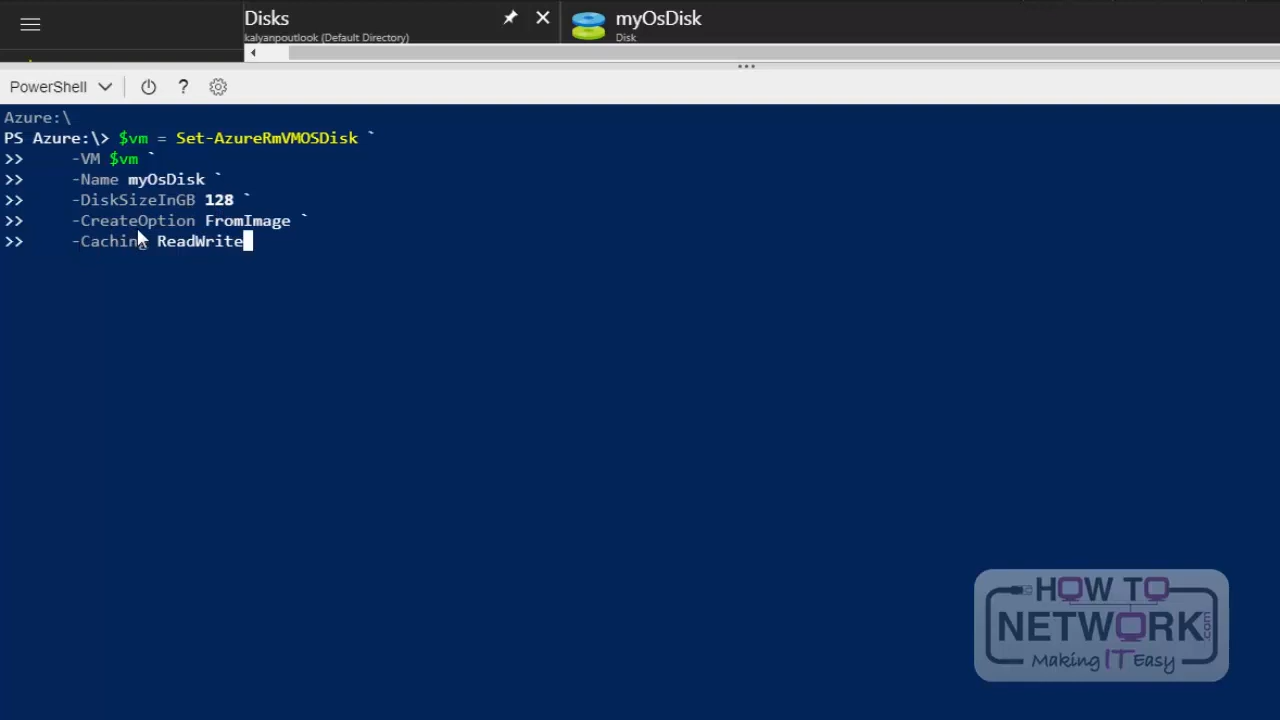 Disks
kalyanpoutlook (Default Directory)
myOsDisk
Disk
PowerShell
?
Azure:\
PS Azure:\> $vm = Set-AzureRmVMOSDisk `
>> -VM $vm `
>> -Name myOsDisk `
>> -DiskSizeInGB 128 `
>> -CreateOption FromImage `
>> -Caching ReadWrite
HOW TO
NETWORK.com
Making IT Easy